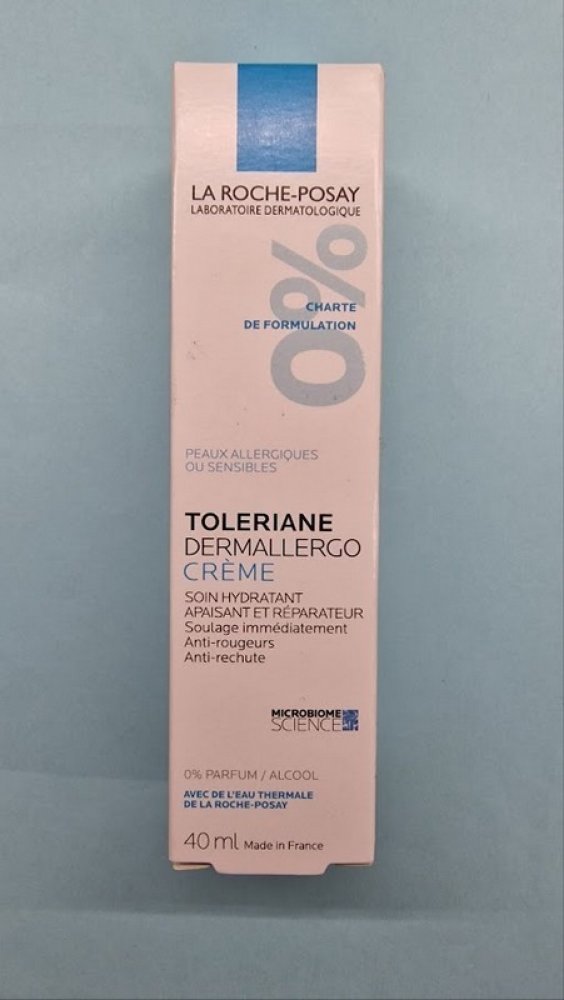 LA ROCHE-POSAY
LABORATOIRE DERMATOLOGIQUE
0%
CHARTE
DE FORMULATION
PEAUX ALLERGIQUES
OU SENSIBLES
TOLERIANE
DERMALLERGO
CRÈME
SOIN HYDRATANT
APAISANT ET RÉPARATEUR
Soulage immédiatement
Anti-rougeurs
Anti-rechute
MICROBIOME
SCIENCE
0% PARFUM / ALCOOL
AVEC DE L'EAU THERMALE
DE LA ROCHE-POSAY
40 ml Made in France